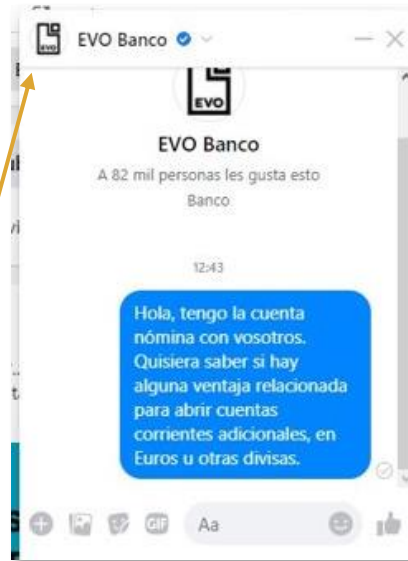 EVO
EVO Banco
EVO
EVO Banco
A 82 mil personas les gusta esto
Banco
12:43
Hola, tengo la cuenta
nómina con vosotros.
Quisiera saber si hay
alguna ventaja relacionada
para abrir cuentas
corrientes adicionales, en
Euros u otras divisas.
GIF
Aa